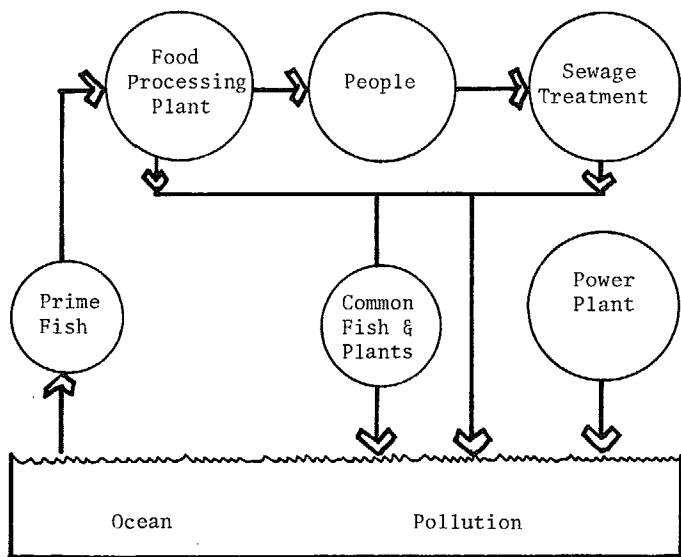 Food
Processing
Plant
People
Sewage
Treatment
Prime
Fish
Common
Fish &
Plants
Power
Plant
Ocean
Pollution